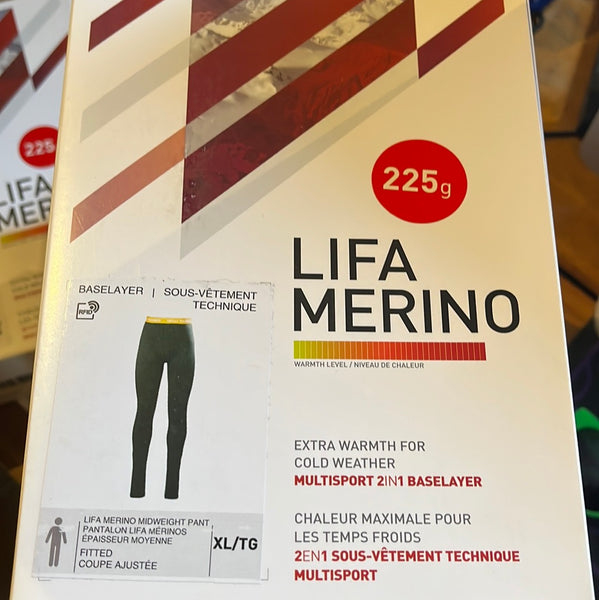 225g
LIFA
MERINO
WARMTH LEVEL / NIVEAU DE CHALEUR
BASELAYER | SOUS-VÊTEMENT
TECHNIQUE
RFID
LIFA MERINO MIDWEIGHT PANT
PANTALON LIFA MÉRINOS
ÉPAISSEUR MOYENNE
FITTED
COUPE AJUSTÉE
XL/TG
EXTRA WARMTH FOR
COLD WEATHER
MULTISPORT 2IN1 BASELAYER
CHALEUR MAXIMALE POUR
LES TEMPS FROIDS
2EN1 SOUS-VÊTEMENT TECHNIQUE
MULTISPORT
225
LIFA
MER